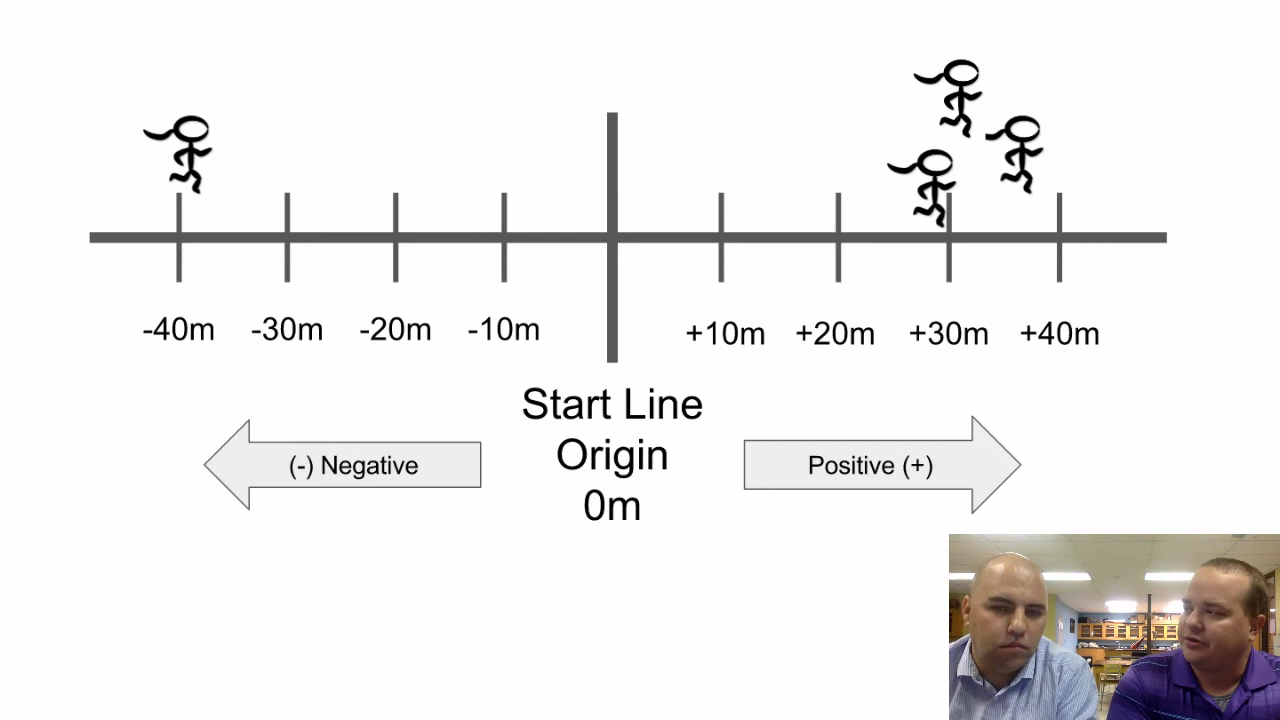 -40m -30m -20m -10m +10m +20m +30m +40m
Start Line
Origin
0m
(-) Negative
Positive (+)